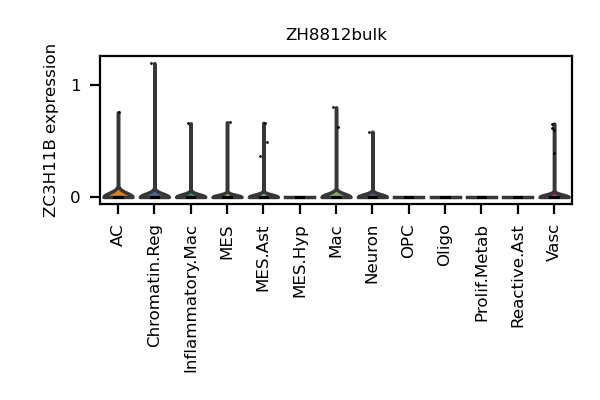 ZH8812bulk
ZC3H11B expression
1
0
AC
Chromatin.Reg
Inflammatory.Mac
MES
MES.Ast
MES.Hyp
Mac
Neuron
OPC
Oligo
Prolif.Metab
Reactive.Ast
Vasc